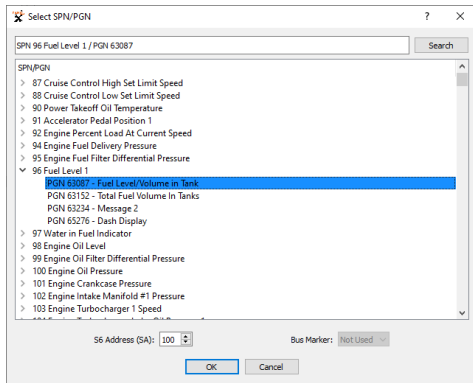 Select SPN/PGN
SPN 96 Fuel Level 1 / PGN 63087
Search
SPN/PGN
87 Cruise Control High Set Limit Speed
88 Cruise Control Low Set Limit Speed
90 Power Takeoff Oil Temperature
91 Accelerator Pedal Position 1
92 Engine Percent Load At Current Speed
94 Engine Fuel Delivery Pressure
95 Engine Fuel Filter Differential Pressure
96 Fuel Level 1
PGN 63087 - Fuel Level/Volume in Tank
PGN 63152 - Total Fuel Volume In Tanks
PGN 63234 - Message 2
PGN 65276 - Dash Display
97 Water in Fuel Indicator
98 Engine Oil Level
99 Engine Oil Filter Differential Pressure
100 Engine Oil Pressure
101 Engine Crankcase Pressure
102 Engine Intake Manifold #1 Pressure
103 Engine Turbocharger 1 Speed
S6 Address (SA): 100
Bus Marker: Not Used
OK
Cancel